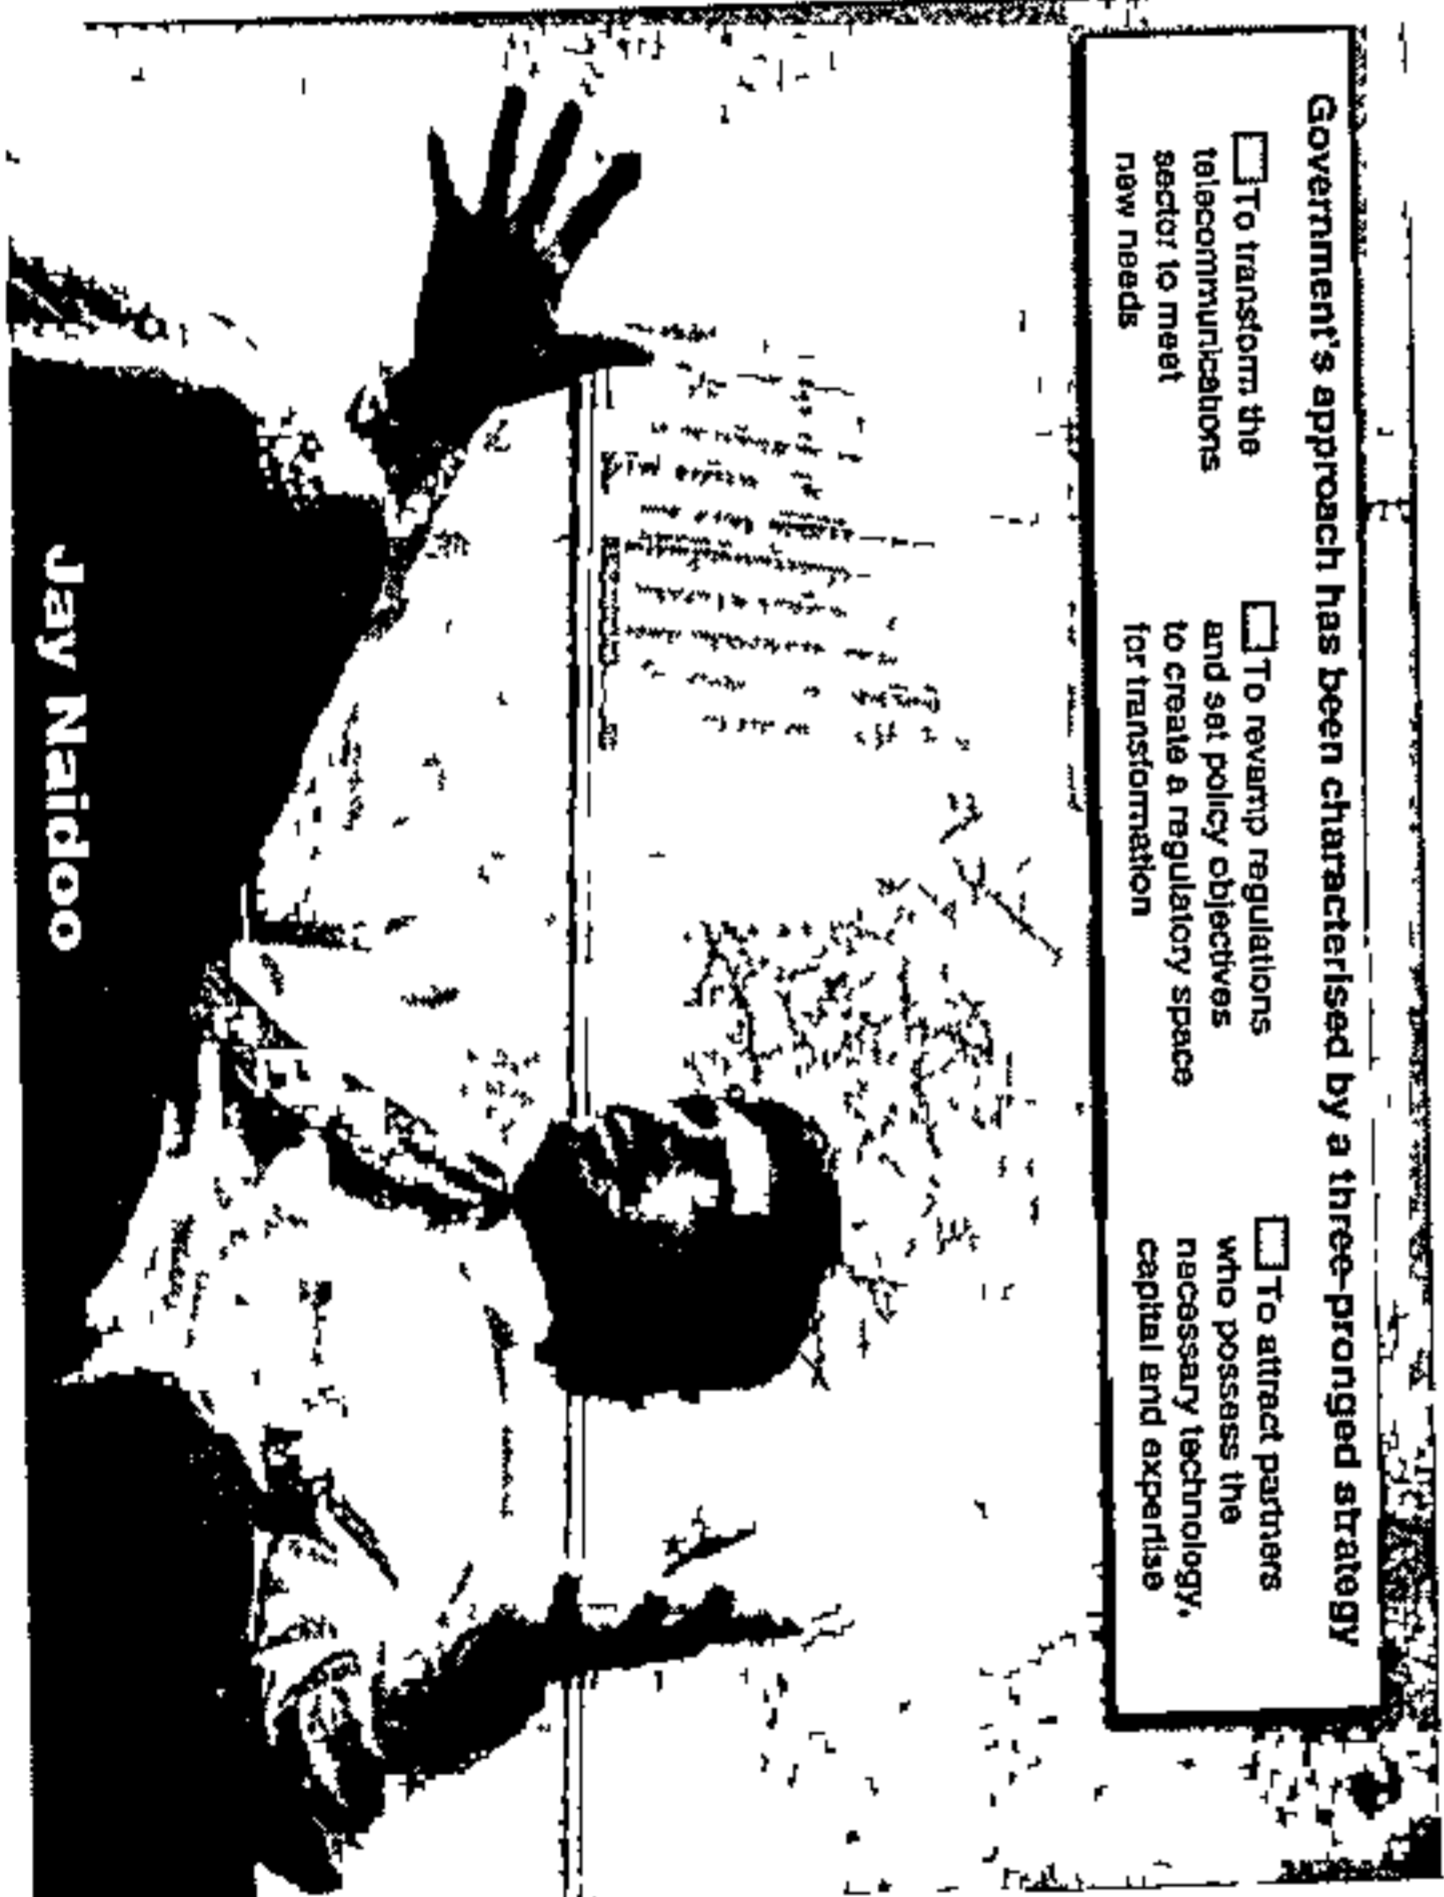 Government's approach has been characterised by a three-pronged strategy
To transform the
telecommunications
sector to meet
new needs
To revamp regulations
and set policy objectives
to create a regulatory space
for transformation
To attract partners
who possess the
necessary technology,
capital and expertise
Jay Naidoo